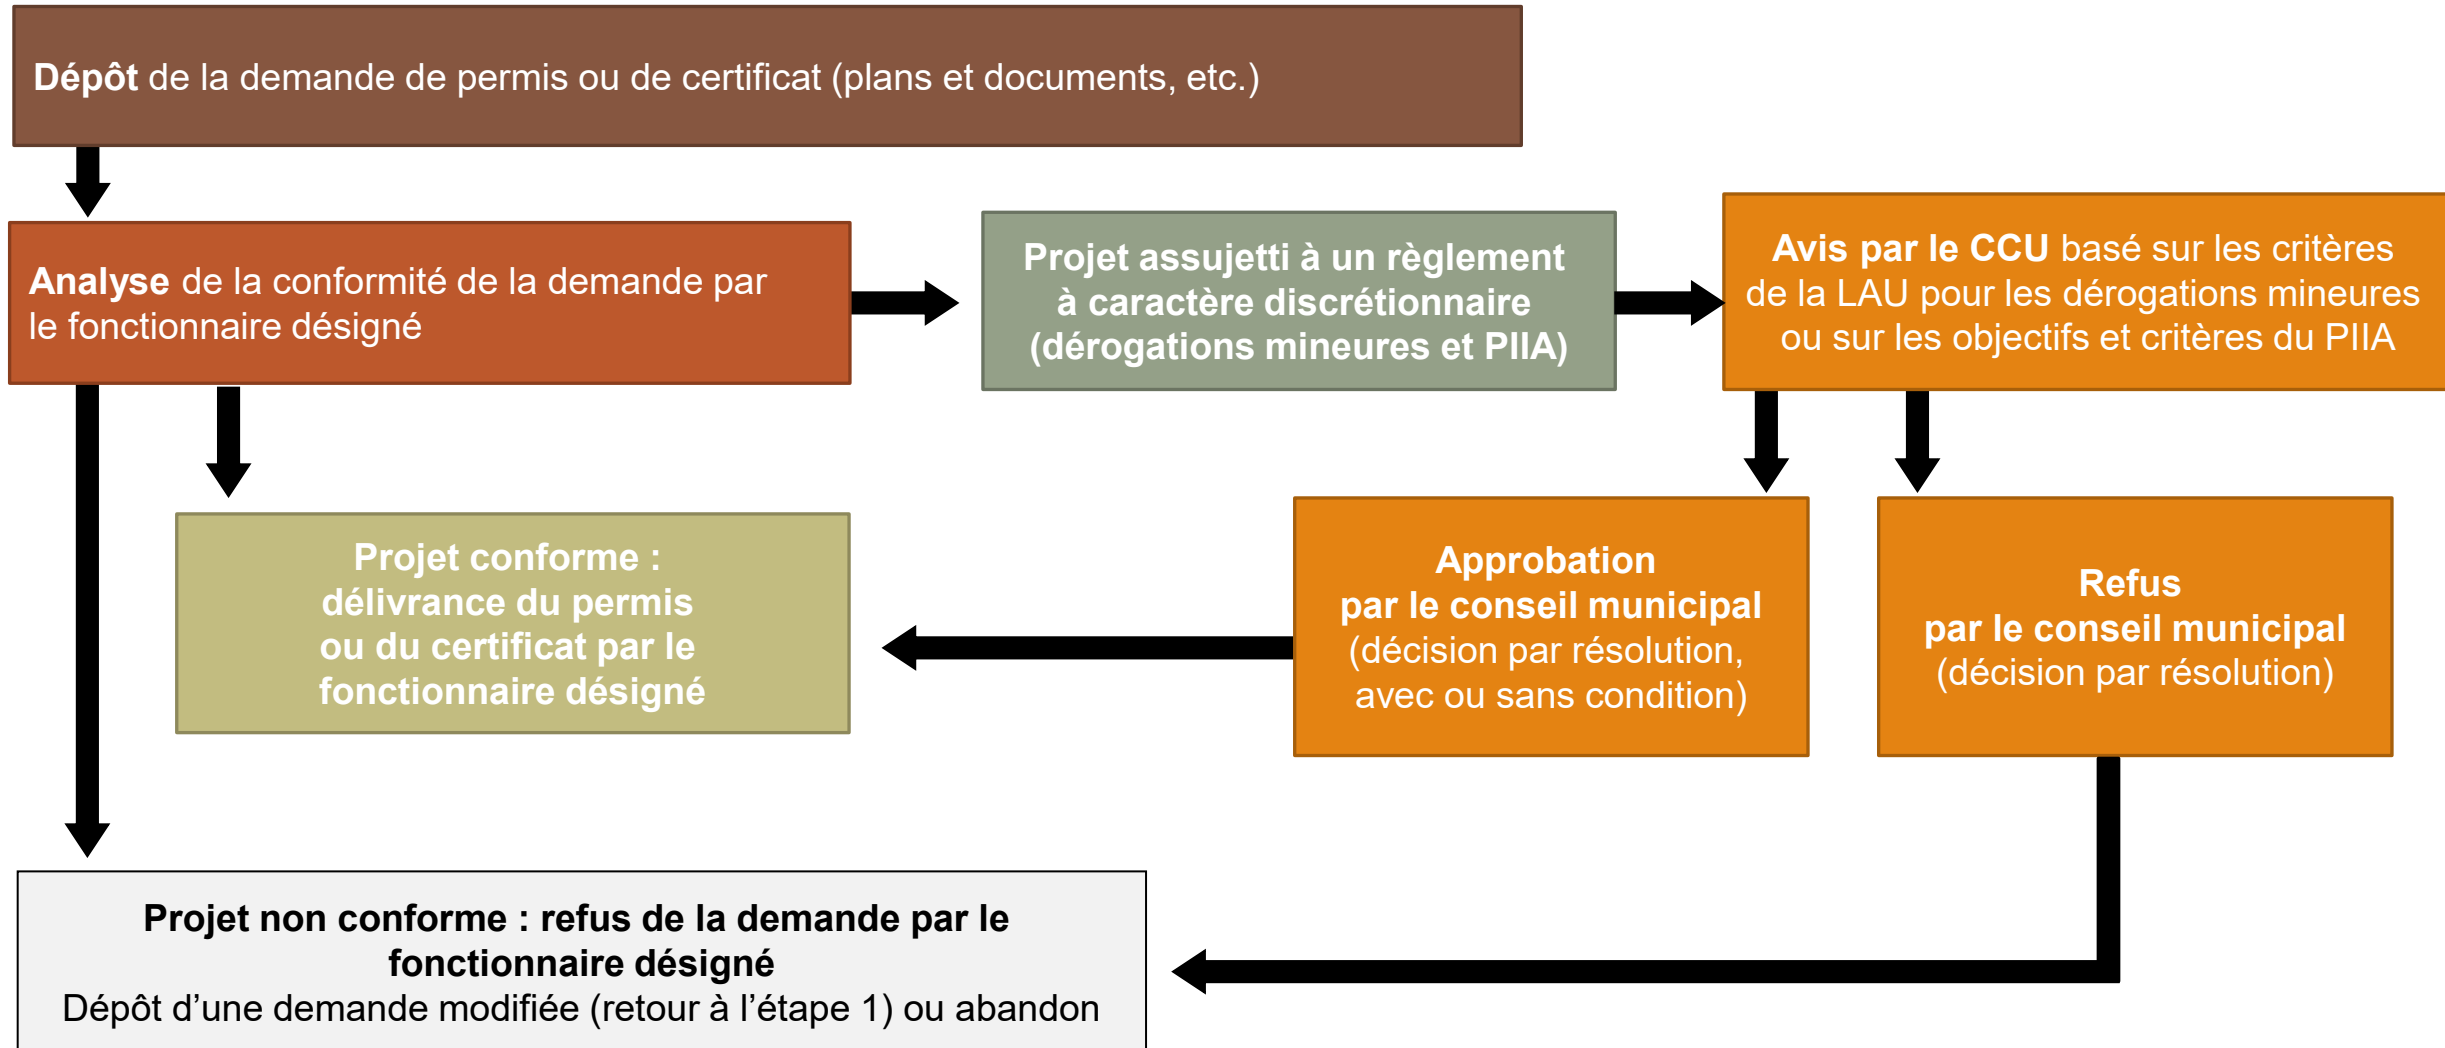 Dépôt de la demande de permis ou de certificat (plans et documents, etc.)
Analyse de la conformité de la demande par
le fonctionnaire désigné
Projet assujetti à un règlement
à caractère discrétionnaire
(dérogations mineures et PIIA)
Avis par le CCU basé sur les critères
de la LAU pour les dérogations mineures
ou sur les objectifs et critères du PIIA
Projet conforme :
délivrance du permis
ou du certificat par le
fonctionnaire désigné
Approbation
par le conseil municipal
(décision par résolution,
avec ou sans condition)
Refus
par le conseil municipal
(décision par résolution)
Projet non conforme : refus de la demande par le
fonctionnaire désigné
Dépôt d’une demande modifiée (retour à l’étape 1) ou abandon